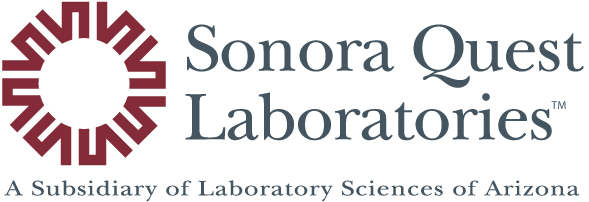 Sonora Quest
Laboratories™
A Subsidiary of Laboratory Sciences of Arizona